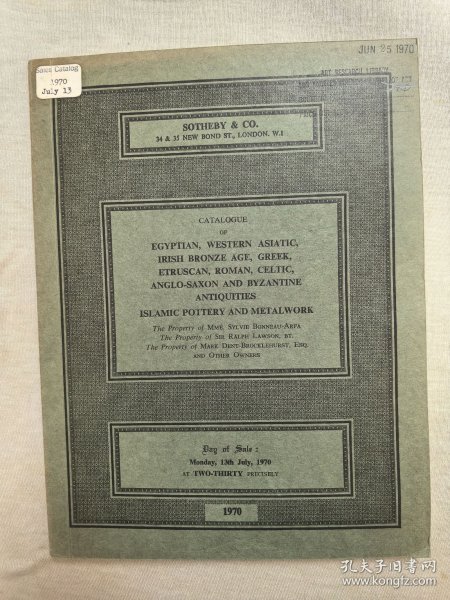 JUN 25 1970
Sales Catalog
1970
July 13
ART RESEARCH LIBRARY
SOTHEBY & CO.
34 & 35 NEW BOND ST., LONDON, W.1
CATALOGUE
OF
EGYPTIAN, WESTERN ASIATIC,
IRISH BRONZE AGE, GREEK,
ETRUSCAN, ROMAN, CELTIC,
ANGLO-SAXON AND BYZANTINE
ANTIQUITIES
ISLAMIC POTTERY AND METALWORK
The Property of MME. SYLVIE BONNEAU-ARFA
The Property of SIR RALPH LAWSON, BT.
The Property of MARK DENT-BROCKLEHURST, ESQ.
AND OTHER OWNERS
Day of Sale:
Monday, 13th July, 1970
AT TWO-THIRTY PRECISELY
1970
孔夫子旧书网
www.kongfz.com